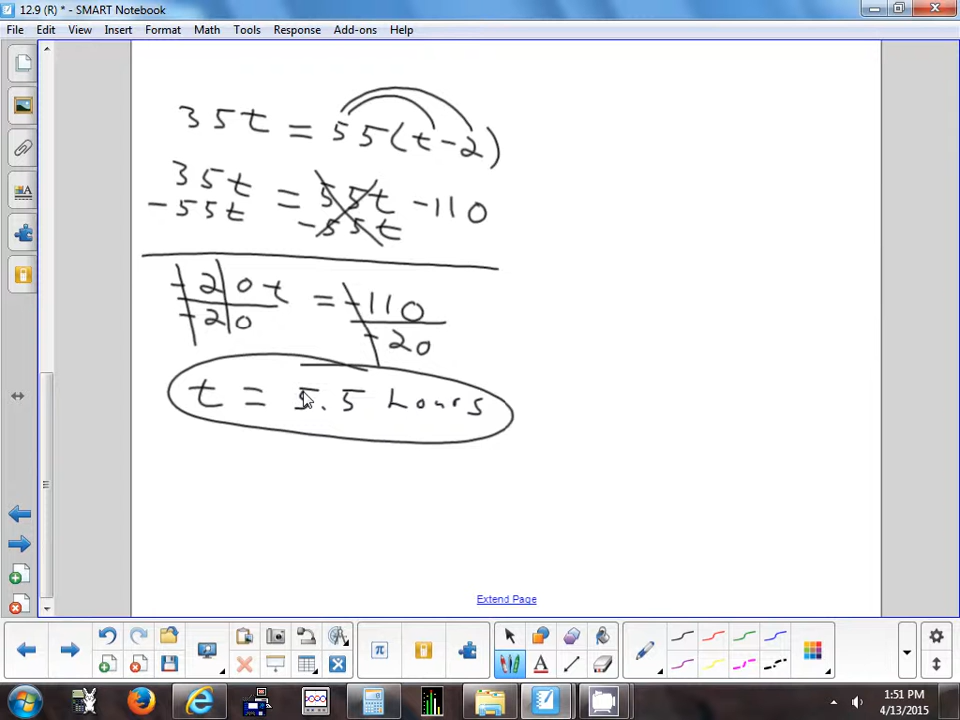 12.9 (R) * - SMART Notebook
File Edit View Insert Format Math Tools Response Add-ons Help
35t = 55(t-2)
35t = 55t -110
-55t -55t
-20t = -110
-20 -20
t = 5.5 hours
Extend Page
π
A
1:51 PM
4/13/2015